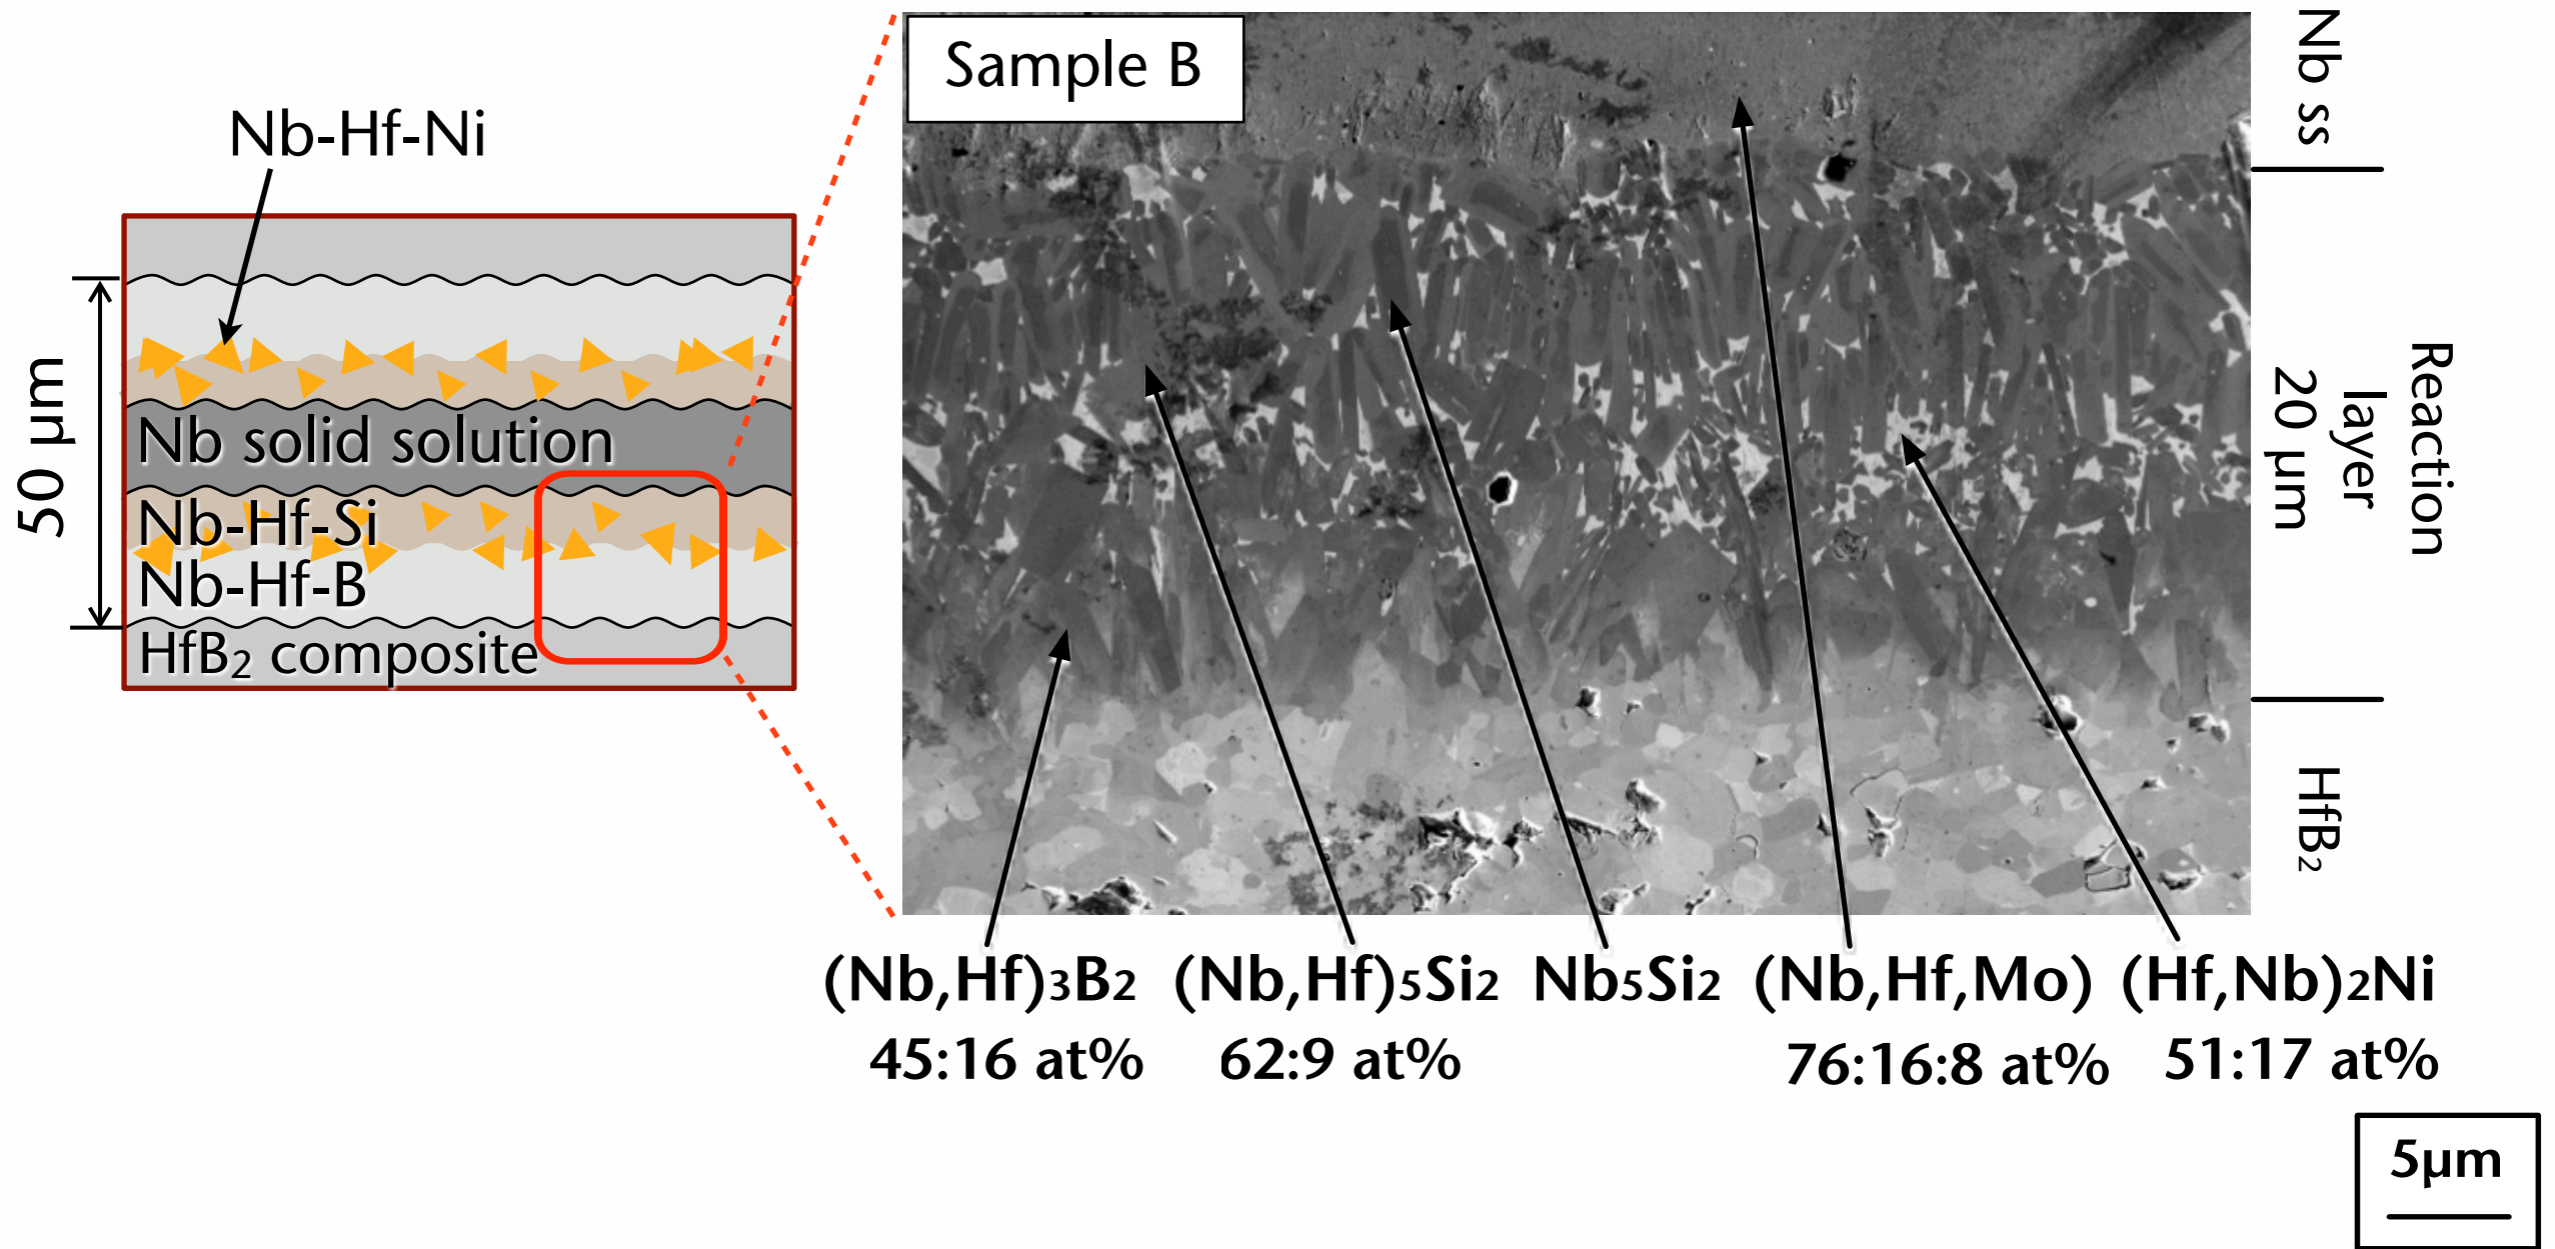 Nb-Hf-Ni
50 µm
Nb solid solution
Nb-Hf-Si
Nb-Hf-B
HfB2 composite
Sample B
Nb ss
Reaction
layer
20 µm
HfB2
(Nb,Hf)3B2 (Nb,Hf)5Si2 Nb5Si2 (Nb,Hf,Mo) (Hf,Nb)2Ni
45:16 at% 62:9 at% 76:16:8 at% 51:17 at%
5µm